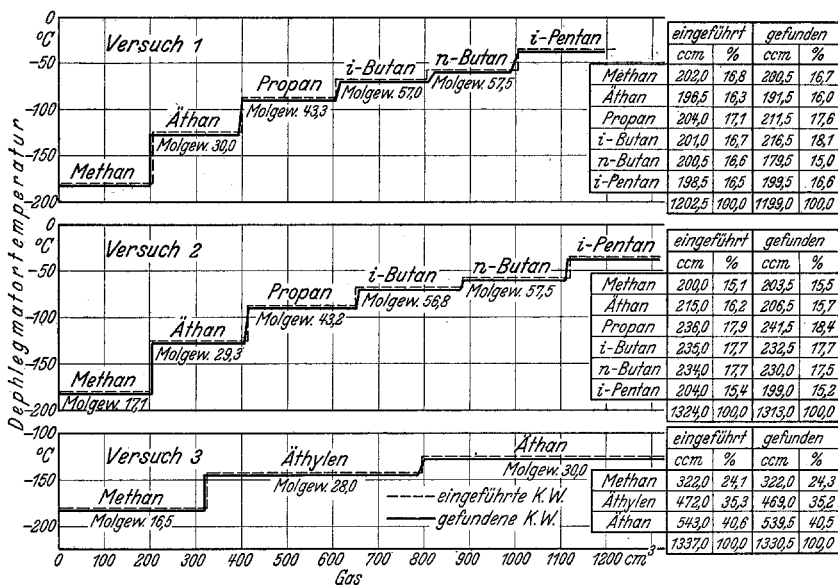 Dephlegmatortemperatur
0
°C
-50
-100
-150
-200
Versuch 1
Methan
Äthan
Molgew. 30,0
Propan
Molgew. 43,3
i-Butan
Molgew. 57,0
n-Butan
Molgew. 57,5
i-Pentan
eingeführt gefunden
ccm % ccm %
Methan 202,0 16,8 200,5 16,7
Äthan 196,5 16,3 191,5 16,0
Propan 204,0 17,1 211,5 17,6
i-Butan 201,0 16,7 216,5 18,1
n-Butan 200,5 16,6 179,5 15,0
i-Pentan 198,5 16,5 199,5 16,6
1202,5 100,0 1199,0 100,0
0
°C
-50
-100
-150
-200
Versuch 2
Methan
Molgew. 17,1
Äthan
Molgew. 29,3
Propan
Molgew. 43,2
i-Butan
Molgew. 56,8
n-Butan
Molgew. 57,5
i-Pentan
eingeführt gefunden
ccm % ccm %
Methan 200,0 15,1 203,5 15,5
Äthan 215,0 16,2 206,5 15,7
Propan 236,0 17,9 241,5 18,4
i-Butan 235,0 17,7 232,5 17,7
n-Butan 234,0 17,7 230,0 17,5
i-Pentan 204,0 15,4 199,0 15,2
1324,0 100,0 1313,0 100,0
-100
°C
-150
-200
Versuch 3
Methan
Molgew. 16,5
Äthylen
Molgew. 28,0
Äthan
Molgew. 30,0
eingeführte K.W.
gefundene K.W.
eingeführt gefunden
ccm % ccm %
Methan 322,0 24,1 322,0 24,3
Äthylen 472,0 35,3 469,0 35,2
Äthan 543,0 40,6 539,5 40,5
1337,0 100,0 1330,5 100,0
0 100 200 300 400 500 600 700 800 900 1000 1100 1200 cm³
Gas